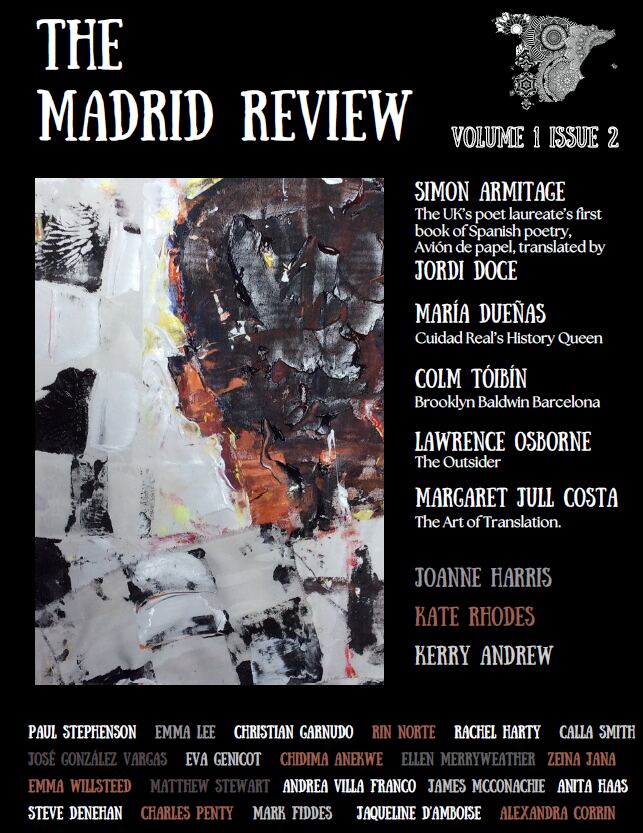 THE
MADRID REVIEW
VOLUME 1 ISSUE 2
SIMON ARMITAGE
The UK's poet laureate's first
book of Spanish poetry,
Avión de papel, translated by
JORDI DOCE
MARÍA DUEÑAS
Cuidad Real's History Queen
COLM TÓIBÍN
Brooklyn Baldwin Barcelona
LAWRENCE OSBORNE
The Outsider
MARGARET JULL COSTA
The Art of Translation.
JOANNE HARRIS
KATE RHODES
KERRY ANDREW
PAUL STEPHENSON EMMA LEE CHRISTIAN GARNUDO RIN NORTE RACHEL HARTY CALLA SMITH
JOSÉ GONZÁLEZ VARGAS EVA GENICOT CHIDIMA ANEKWE ELLEN MERRYWEATHER ZEINA JANA
EMMA WILLSTEED MATTHEW STEWART ANDREA VILLA FRANCO JAMES MCCONACHIE ANITA HAAS
STEVE DENEHAN CHARLES PENTY MARK FIDDES JAQUELINE D'AMBOISE ALEXANDRA CORRIN